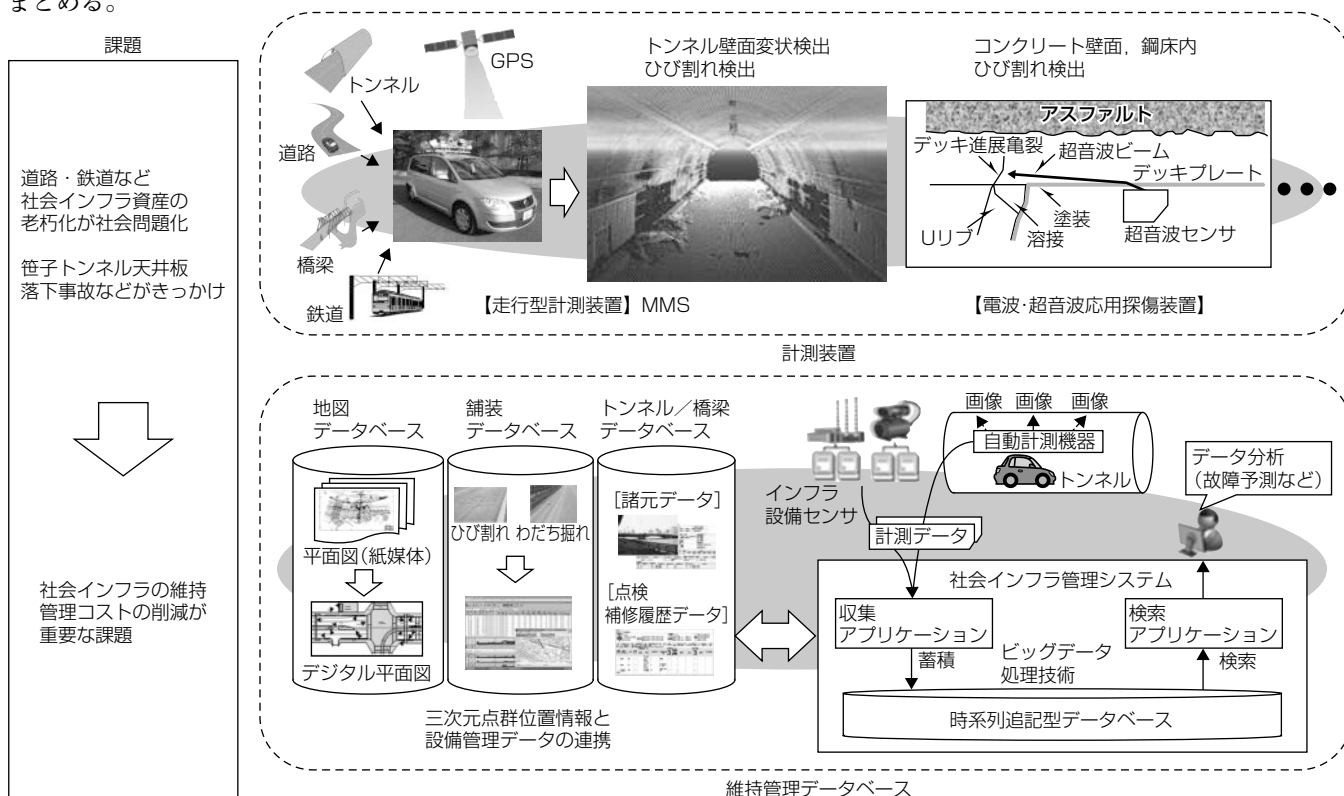 まとめる。
課題
道路・鉄道など
社会インフラ資産の
老朽化が社会問題化
笹子トンネル天井板
落下事故などがきっかけ
社会インフラの維持
管理コストの削減が
重要な課題
トンネル
GPS
道路
橋梁
鉄道
トンネル壁面変状検出
ひび割れ検出
【走行型計測装置】MMS
コンクリート壁面，鋼床内
ひび割れ検出
アスファルト
デッキ進展亀裂
超音波ビーム
デッキプレート
Uリブ
溶接
塗装
超音波センサ
【電波・超音波応用探傷装置】
計測装置
地図
データベース
平面図（紙媒体）
デジタル平面図
舗装
データベース
ひび割れ わだち掘れ
トンネル／橋梁
データベース
［諸元データ］
［点検
補修履歴データ］
三次元点群位置情報と
設備管理データの連携
インフラ
設備センサ
画像 画像 画像
自動計測機器
トンネル
計測データ
データ分析
（故障予測など）
社会インフラ管理システム
収集
アプリケーション
検索
アプリケーション
蓄積
ビッグデータ
処理技術
検索
時系列追記型データベース
維持管理データベース